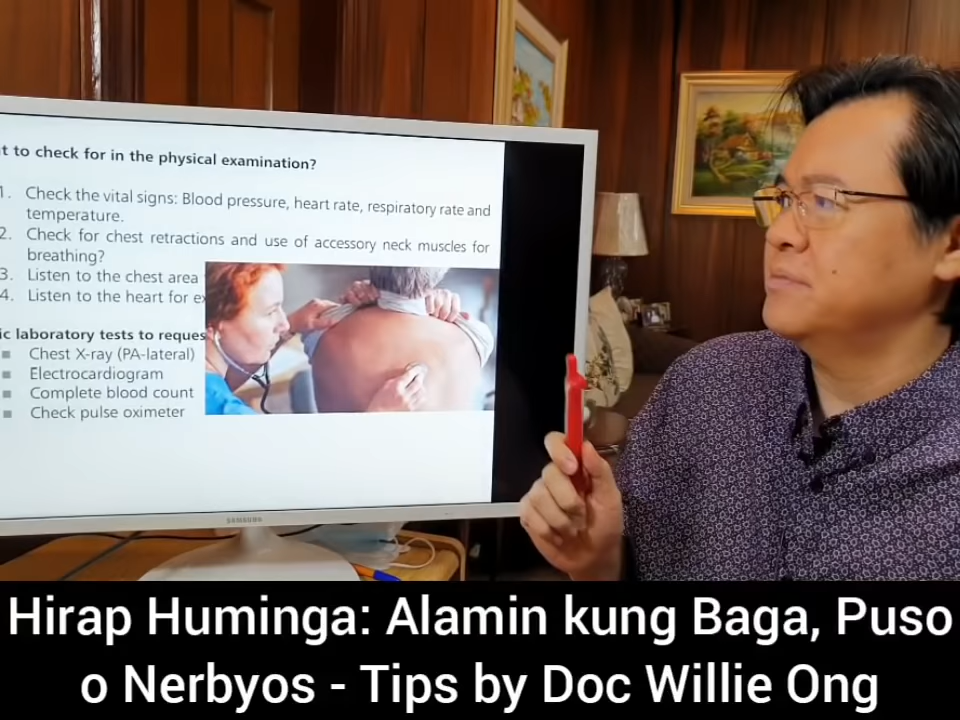 t to check for in the physical examination?
1. Check the vital signs: Blood pressure, heart rate, respiratory rate and
temperature.
2. Check for chest retractions and use of accessory neck muscles for
breathing?
3. Listen to the chest area
4. Listen to the heart for ex
ic laboratory tests to reques
■ Chest X-ray (PA-lateral)
■ Electrocardiogram
■ Complete blood count
■ Check pulse oximeter
SAMSUNG
Hirap Huminga: Alamin kung Baga, Puso
o Nerbyos - Tips by Doc Willie Ong